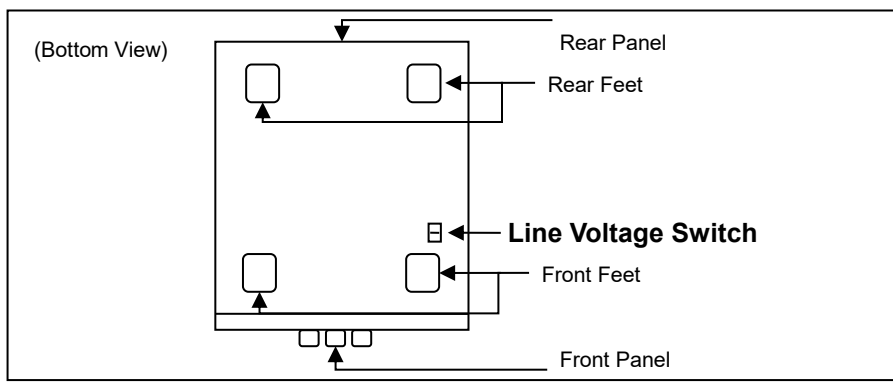 (Bottom View)
Rear Panel
Rear Feet
Line Voltage Switch
Front Feet
Front Panel